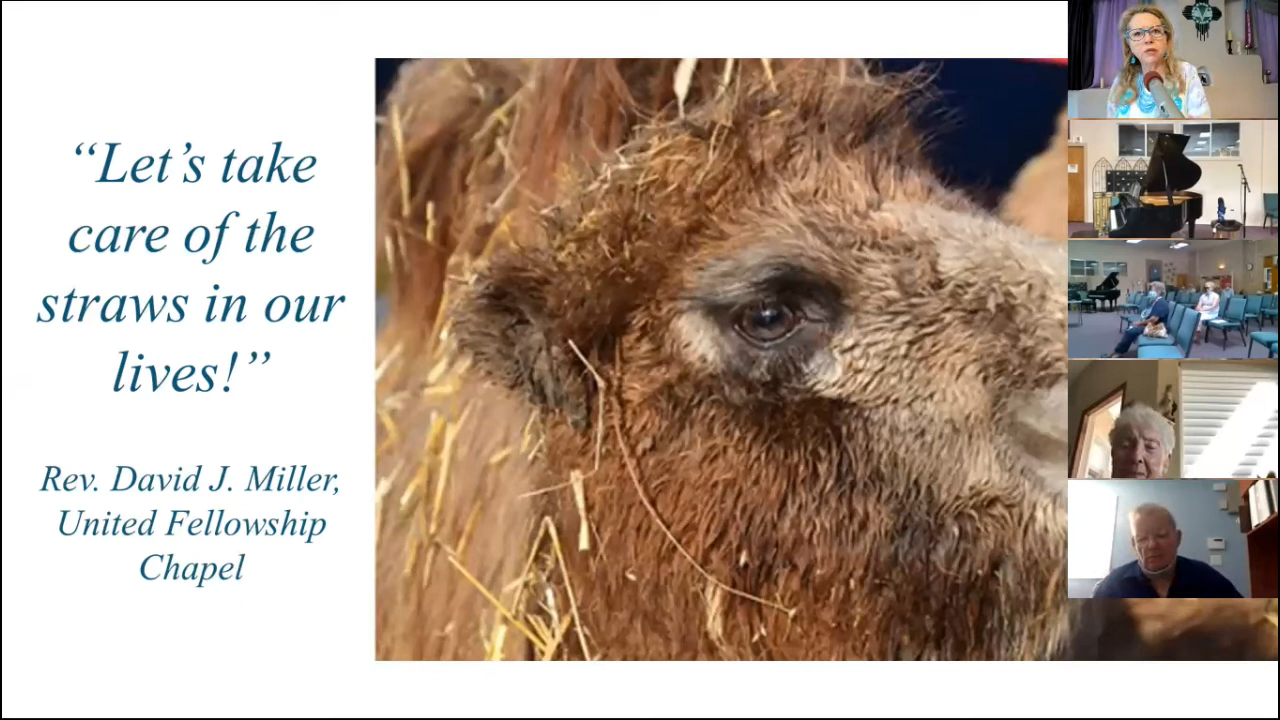 “Let’s take
care of the
straws in our
lives!”
Rev. David J. Miller,
United Fellowship
Chapel